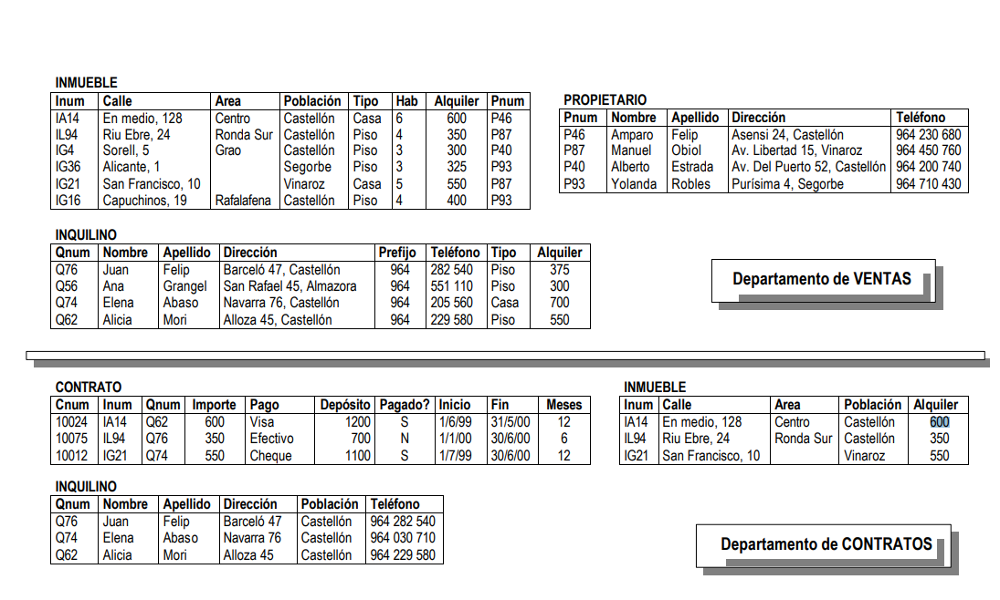 INMUEBLE
Inum Calle Area Población Tipo Hab Alquiler Pnum
IA14 En medio, 128 Centro Castellón Casa 6 600 P46
IL94 Riu Ebre, 24 Ronda Sur Castellón Piso 4 350 P87
IG4 Sorell, 5 Grao Castellón Piso 3 300 P40
IG36 Alicante, 1 Segorbe Piso 3 325 P93
IG21 San Francisco, 10 Vinaroz Casa 5 550 P87
IG16 Capuchinos, 19 Rafalafena Castellón Piso 4 400 P93
PROPIETARIO
Pnum Nombre Apellido Dirección Teléfono
P46 Amparo Felip Asensi 24, Castellón 964 230 680
P87 Manuel Obiol Av. Libertad 15, Vinaroz 964 450 760
P40 Alberto Estrada Av. Del Puerto 52, Castellón 964 200 740
P93 Yolanda Robles Purísima 4, Segorbe 964 710 430
INQUILINO
Qnum Nombre Apellido Dirección Prefijo Teléfono Tipo Alquiler
Q76 Juan Felip Barceló 47, Castellón 964 282 540 Piso 375
Q56 Ana Grangel San Rafael 45, Almazora 964 551 110 Piso 300
Q74 Elena Abaso Navarra 76, Castellón 964 205 560 Casa 700
Q62 Alicia Mori Alloza 45, Castellón 964 229 580 Piso 550
Departamento de VENTAS
CONTRATO
Cnum Inum Qnum Importe Pago Depósito Pagado? Inicio Fin Meses
10024 IA14 Q62 600 Visa 1200 S 1/6/99 31/5/00 12
10075 IL94 Q76 350 Efectivo 700 N 1/1/00 30/6/00 6
10012 IG21 Q74 550 Cheque 1100 S 1/7/99 30/6/00 12
INMUEBLE
Inum Calle Area Población Alquiler
IA14 En medio, 128 Centro Castellón 600
IL94 Riu Ebre, 24 Ronda Sur Castellón 350
IG21 San Francisco, 10 Vinaroz 550
INQUILINO
Qnum Nombre Apellido Dirección Población Teléfono
Q76 Juan Felip Barceló 47 Castellón 964 282 540
Q74 Elena Abaso Navarra 76 Castellón 964 030 710
Q62 Alicia Mori Alloza 45 Castellón 964 229 580
Departamento de CONTRATOS